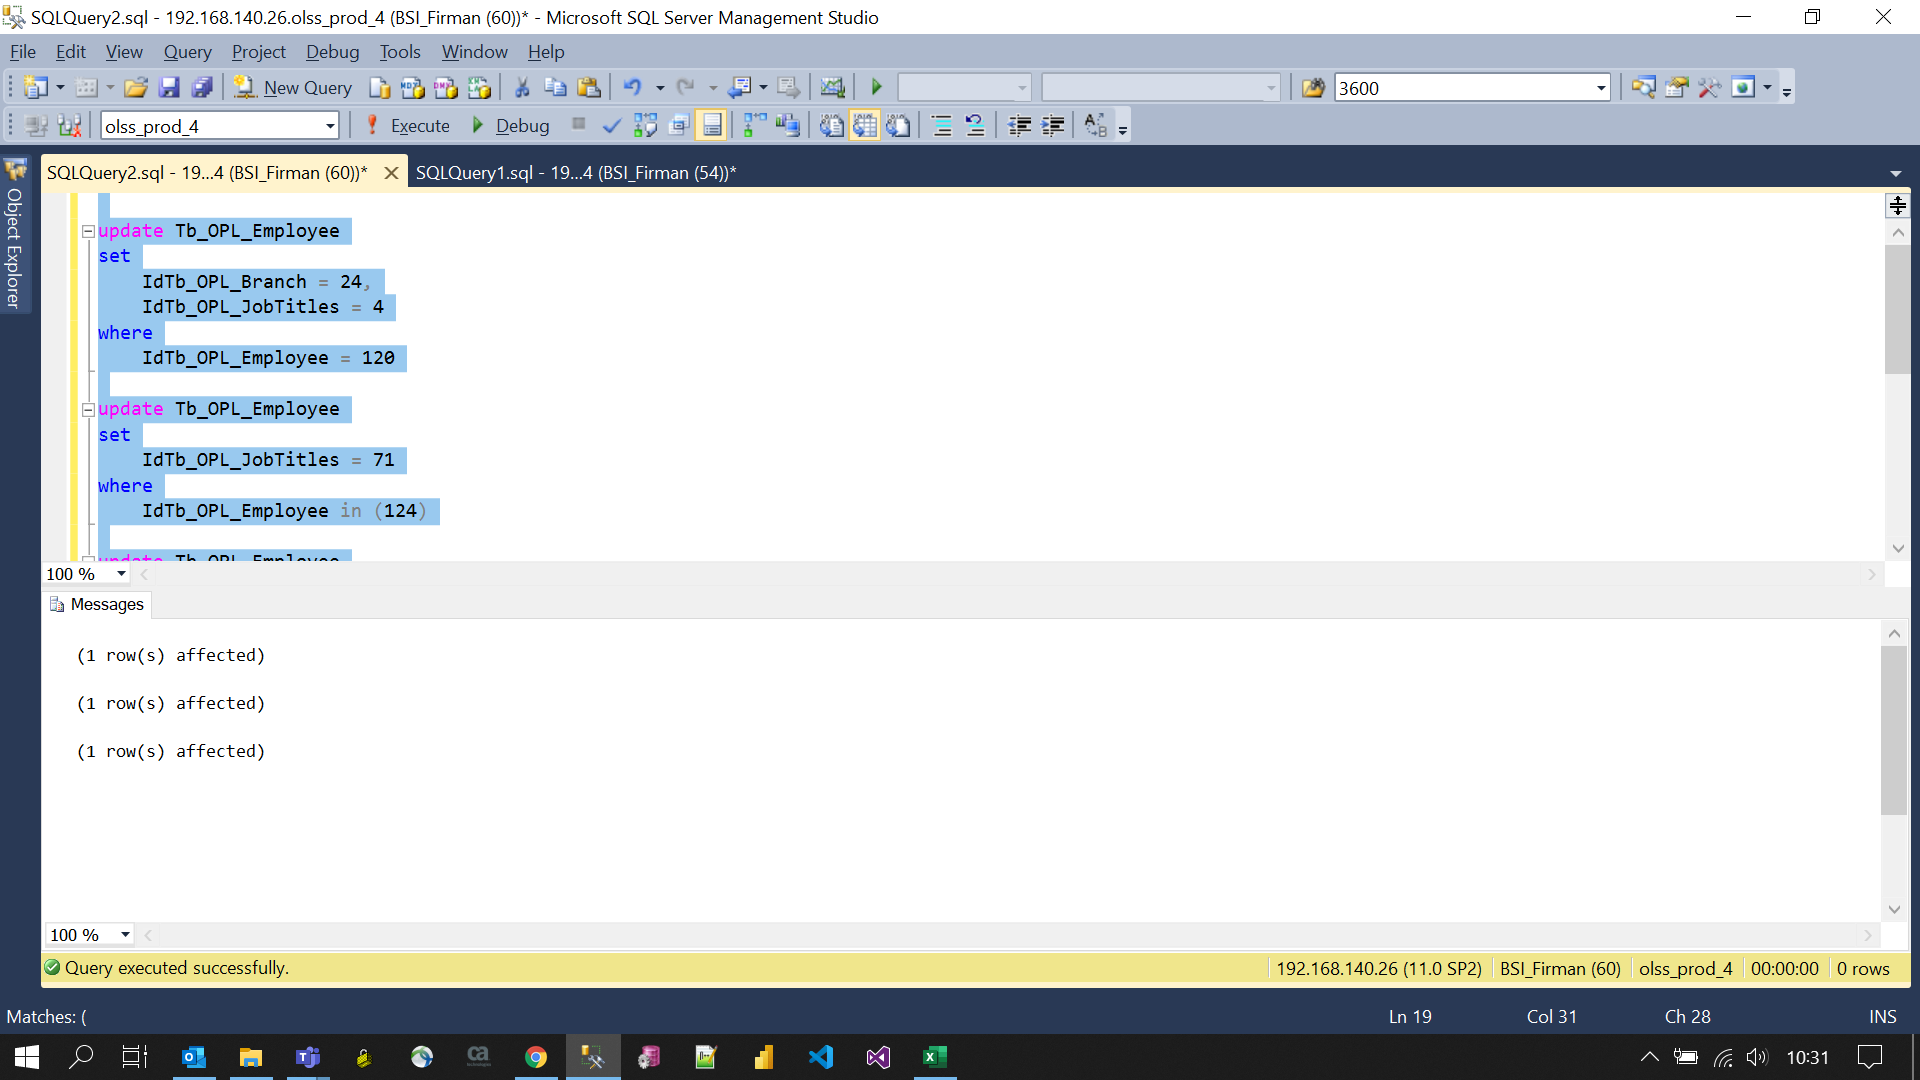 SQLQuery2.sql - 192.168.140.26.olss_prod_4 (BSI_Firman (60))* - Microsoft SQL Server Management Studio
File Edit View Query Project Debug Tools Window Help
New Query 3600
olss_prod_4 Execute Debug
SQLQuery2.sql - 19...4 (BSI_Firman (60))* SQLQuery1.sql - 19...4 (BSI_Firman (54))*
Object Explorer
update Tb_OPL_Employee
set
IdTb_OPL_Branch = 24,
IdTb_OPL_JobTitles = 4
where
IdTb_OPL_Employee = 120
update Tb_OPL_Employee
set
IdTb_OPL_JobTitles = 71
where
IdTb_OPL_Employee in (124)
update Tb_OPL_Employee
100 %
Messages
(1 row(s) affected)
(1 row(s) affected)
(1 row(s) affected)
100 %
Query executed successfully. 192.168.140.26 (11.0 SP2) BSI_Firman (60) olss_prod_4 00:00:00 0 rows
Matches: ( Ln 19 Col 31 Ch 28 INS
10:31